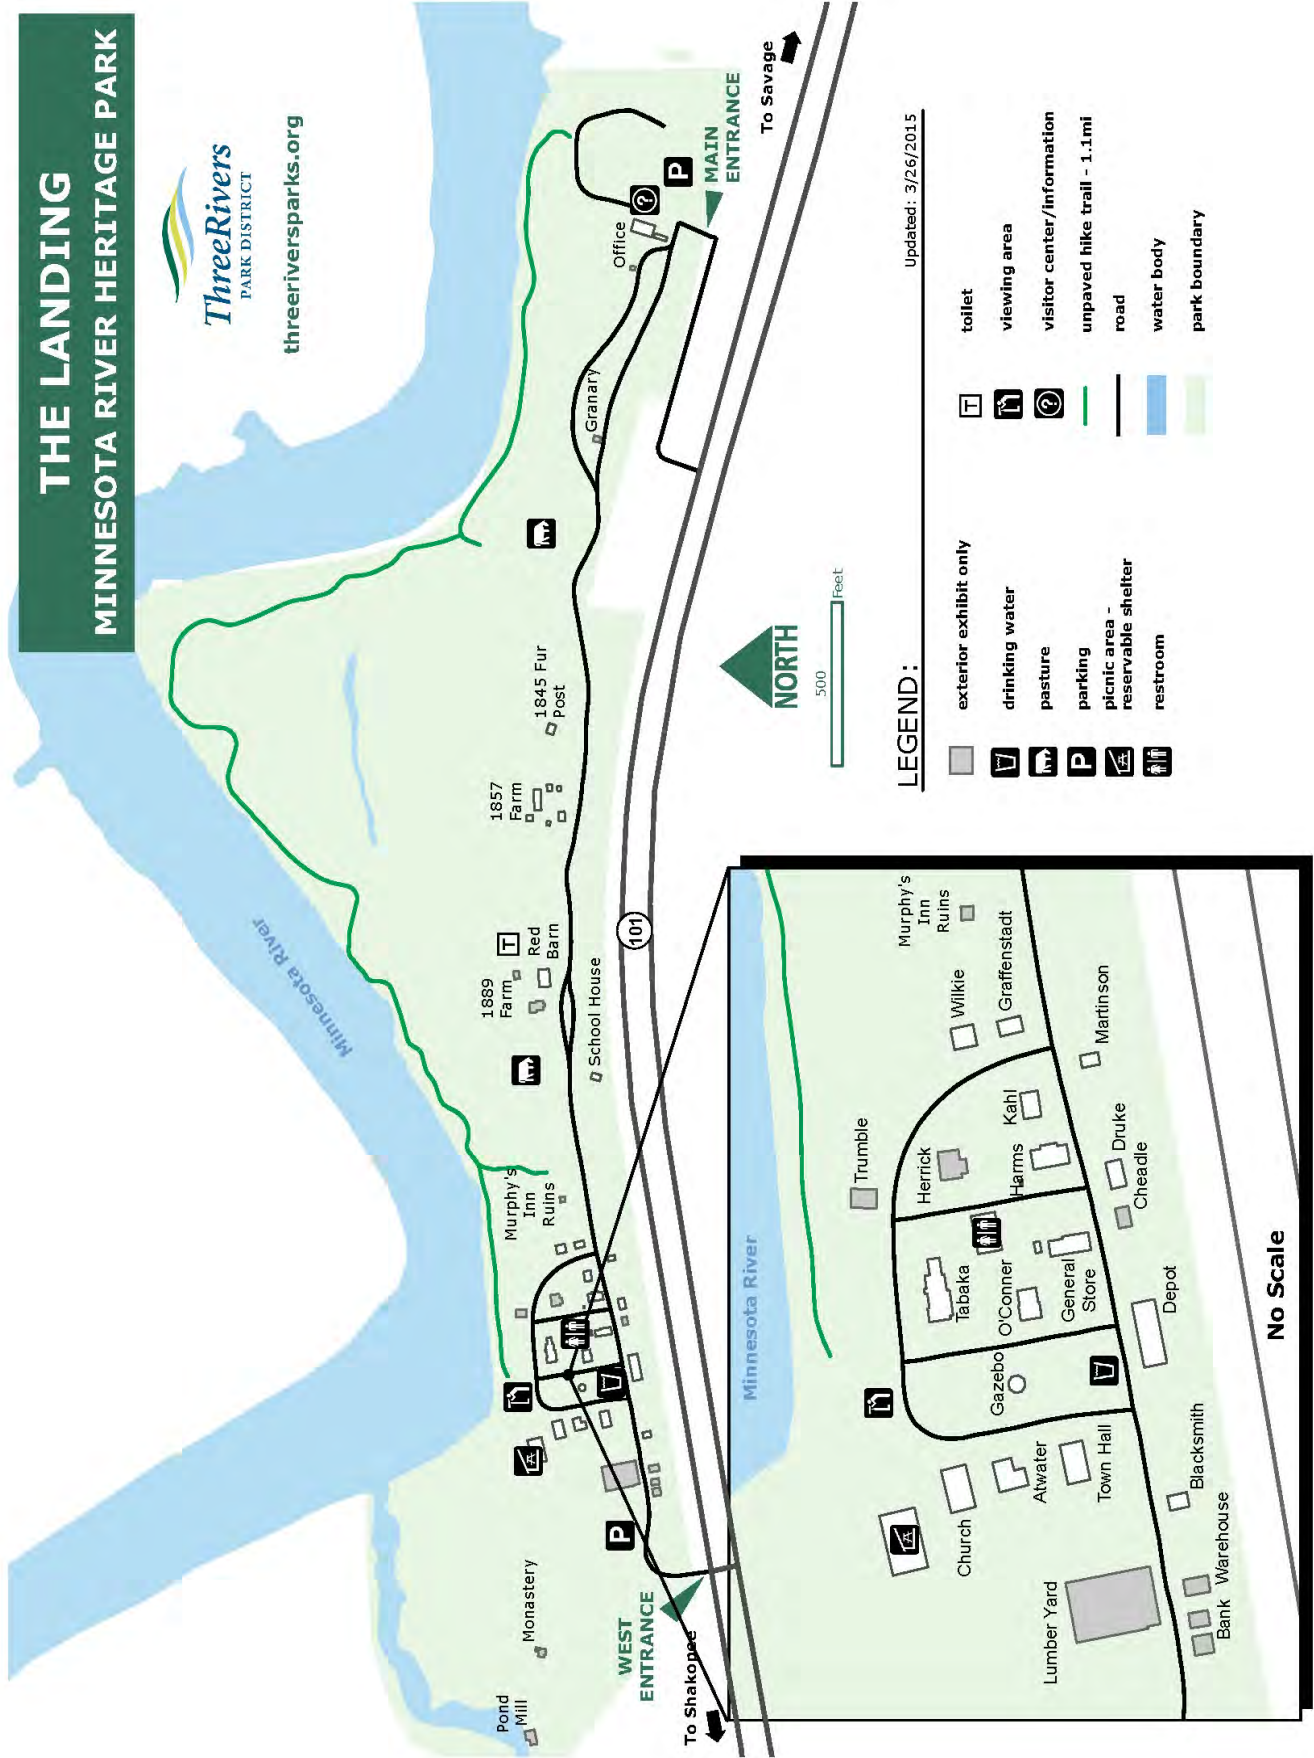 THE LANDING
MINNESOTA RIVER HERITAGE PARK
ThreeRivers
PARK DISTRICT
threeriversparks.org
Minnesota River
Pond
Mill
Monastery
Murphy's
Inn
Ruins
1889
Farm
T
Red
Barn
1857
Farm
1845 Fur
Post
Granary
Office
?
P
MAIN
ENTRANCE
School House
P
WEST
ENTRANCE
101
To Shakopee
To Savage
NORTH
500
Feet
Minnesota River
Murphy's
Inn
Ruins
Trumble
Wilkie
Herrick
Graffenstadt
Tabaka
Kahl
Harms
Gazebo
O'Conner
General
Store
Church
Atwater
Town Hall
Martinson
Druke
Cheadle
Depot
Lumber Yard
Blacksmith
Bank
Warehouse
No Scale
LEGEND:
Updated: 3/26/2015
exterior exhibit only
drinking water
pasture
P
parking
picnic area -
reservable shelter
restroom
T
toilet
viewing area
?
visitor center/information
unpaved hike trail - 1.1mi
road
water body
park boundary